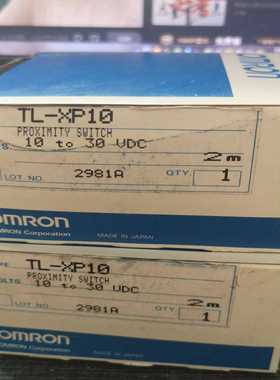 TL-XP10
PROXIMITY SWITCH
10 to 30 VDC
2m
LOT NO. 2981A QTY. 1
OMRON
OMRON Corporation MADE IN JAPAN
TL-XP10
PROXIMITY SWITCH
VOLTS 10 to 30 VDC
2m
LOT NO. 2981A QTY. 1
OMRON
OMRON Corporation MADE IN JAPAN